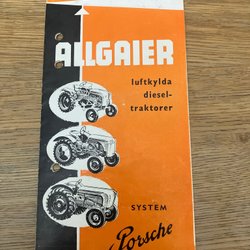 ALLGAIER
luftkylda
diesel-
traktorer
SYSTEM
Porsche